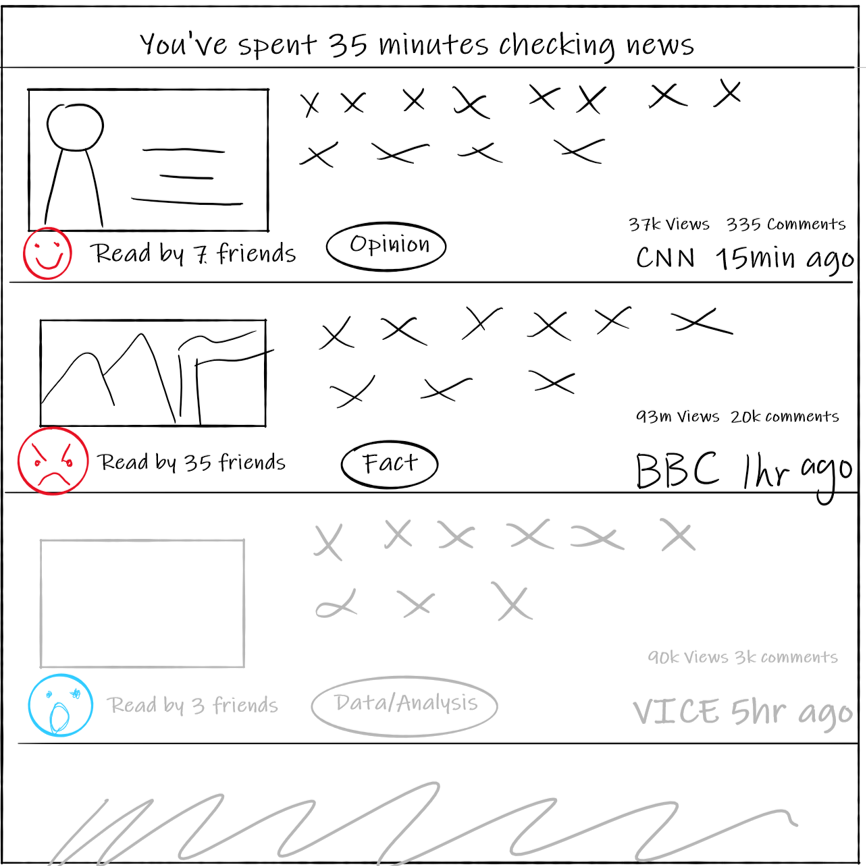 You've spent 35 minutes checking news
37k Views 335 Comments
Read by 7 friends
Opinion
CNN 15min ago
93m Views 20k comments
Read by 35 friends
Fact
BBC 1hr ago
90k Views 3k comments
Read by 3 friends
Data/Analysis
VICE 5hr ago